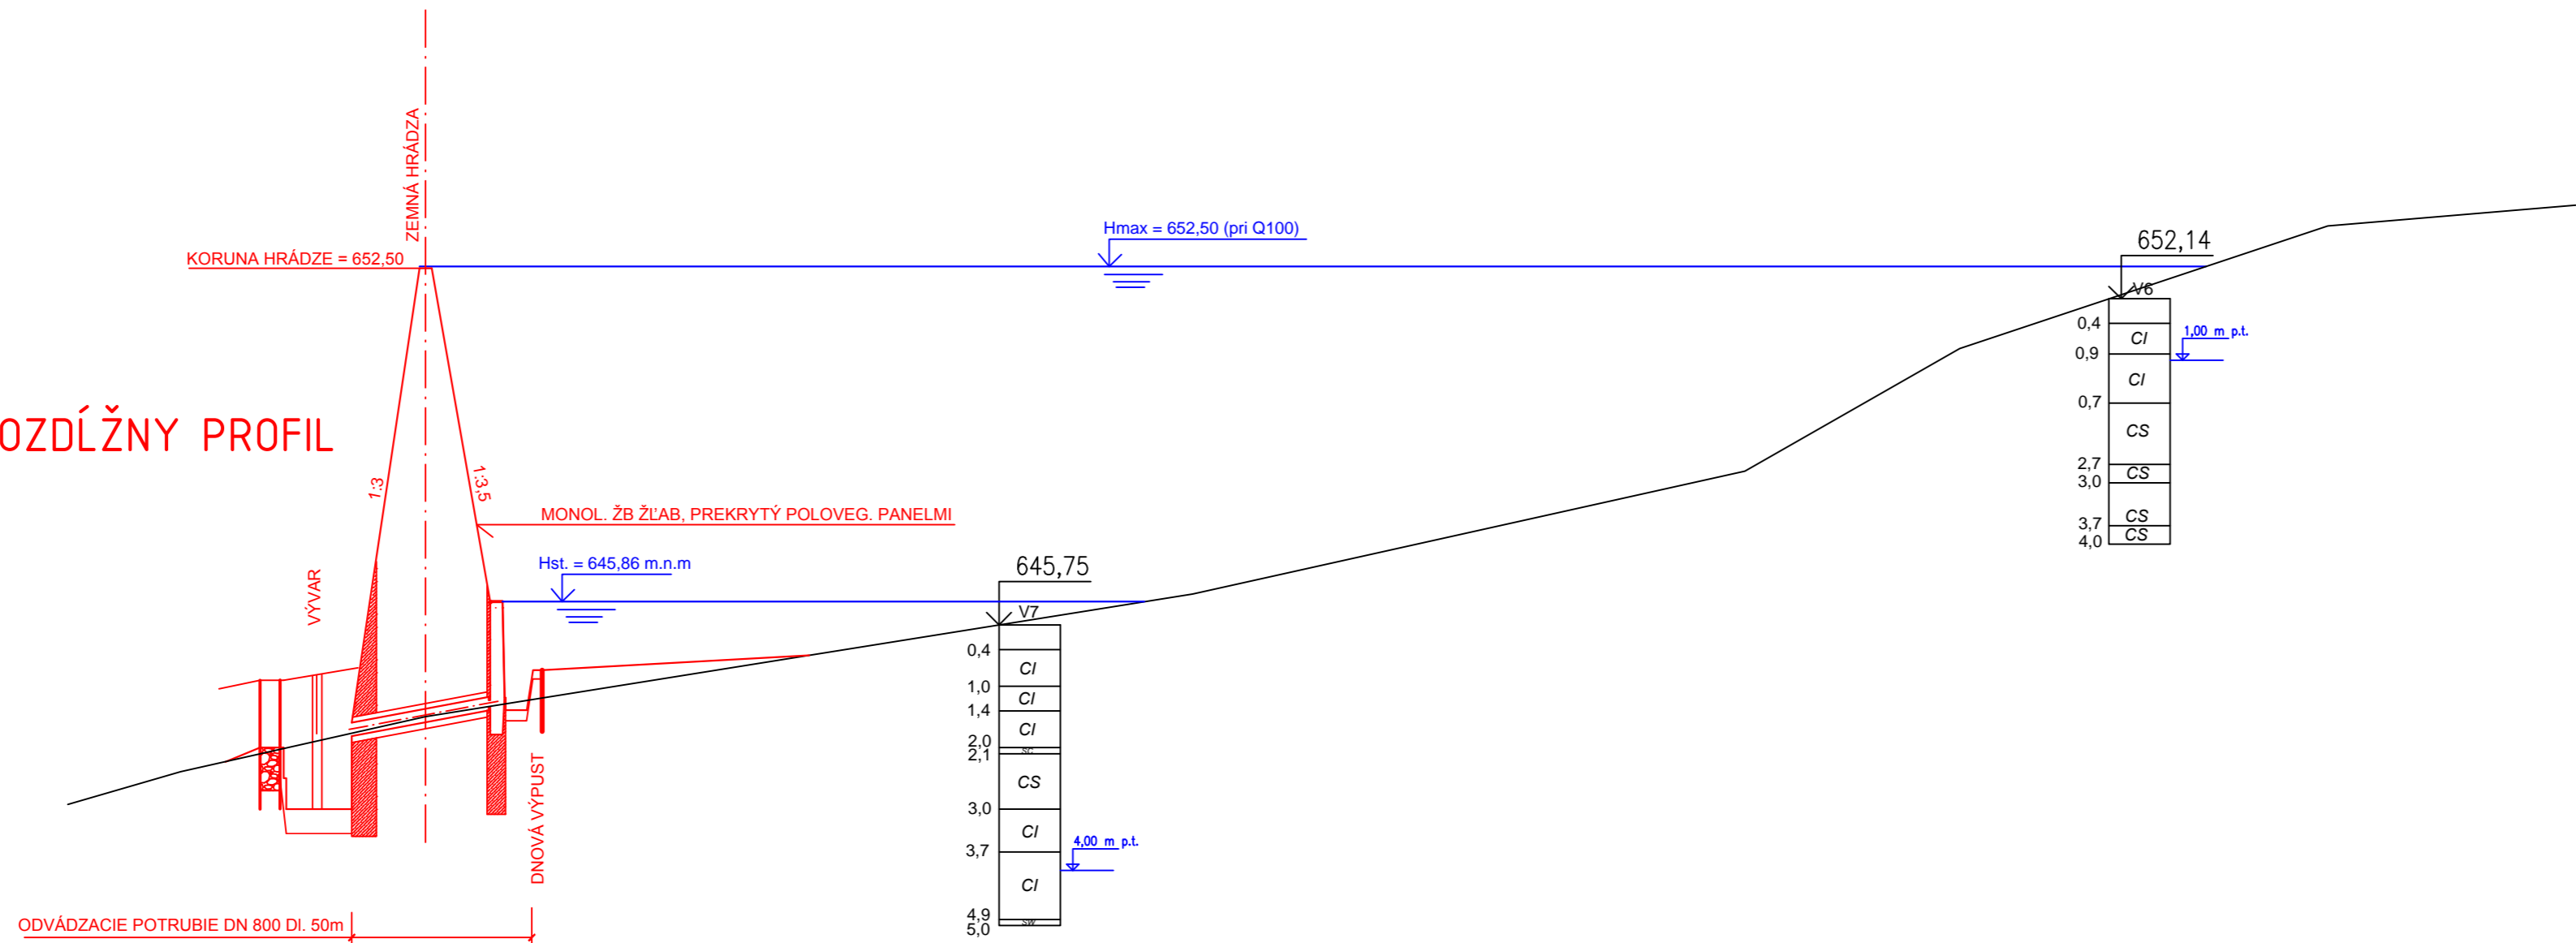 ZEMNÁ HRÁDZA
Hmax = 652,50 (pri Q100)
652,14
KORUNA HRÁDZE = 652,50
V6
0,4
CI
1,00 m p.t.
0,9
CI
0,7
CS
2,7
CS
3,0
CS
3,7
CS
4,0
OZDĹŽNY PROFIL
1:3
1:3,5
MONOL. ŽB ŽĽAB, PREKRYTÝ POLOVEG. PANELMI
Hst. = 645,86 m.n.m
645,75
VÝVAR
V7
0,4
CI
1,0
CI
1,4
CI
2,0
SC
2,1
CS
3,0
CI
3,7
4,00 m p.t.
CI
4,9
SW
5,0
DNOVÁ VÝPUST
ODVÁDZACIE POTRUBIE DN 800 Dl. 50m